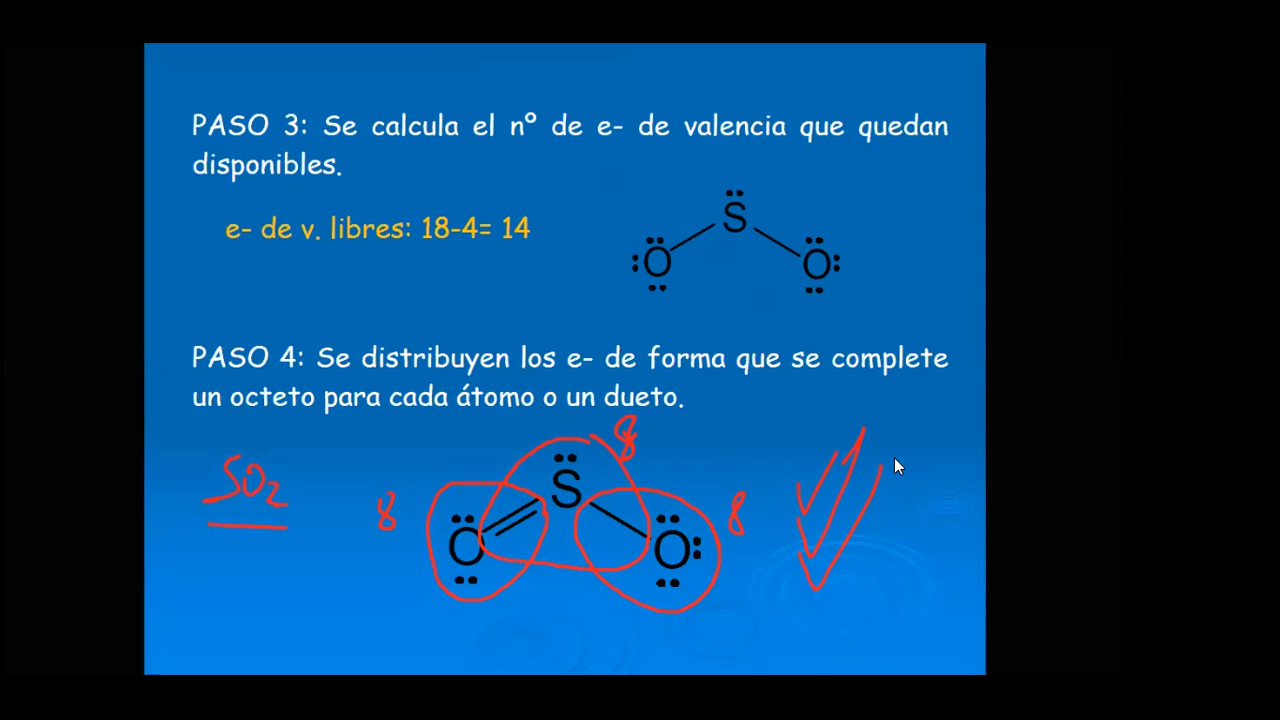 PASO 3: Se calcula el nº de e- de valencia que quedan
disponibles.
e- de v. libres: 18-4= 14
S
O O
PASO 4: Se distribuyen los e- de forma que se complete
un octeto para cada átomo o un dueto.
8
SO2 8 S 8
O O